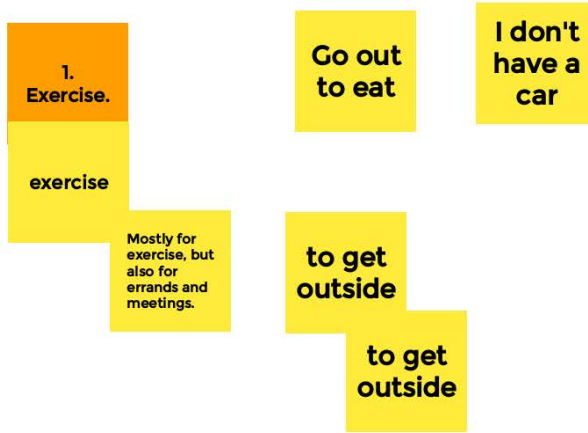 1.
Exercise.
exercise
Mostly for
exercise, but
also for
errands and
meetings.
Go out
to eat
I don't
have a
car
to get
outside
to get
outside